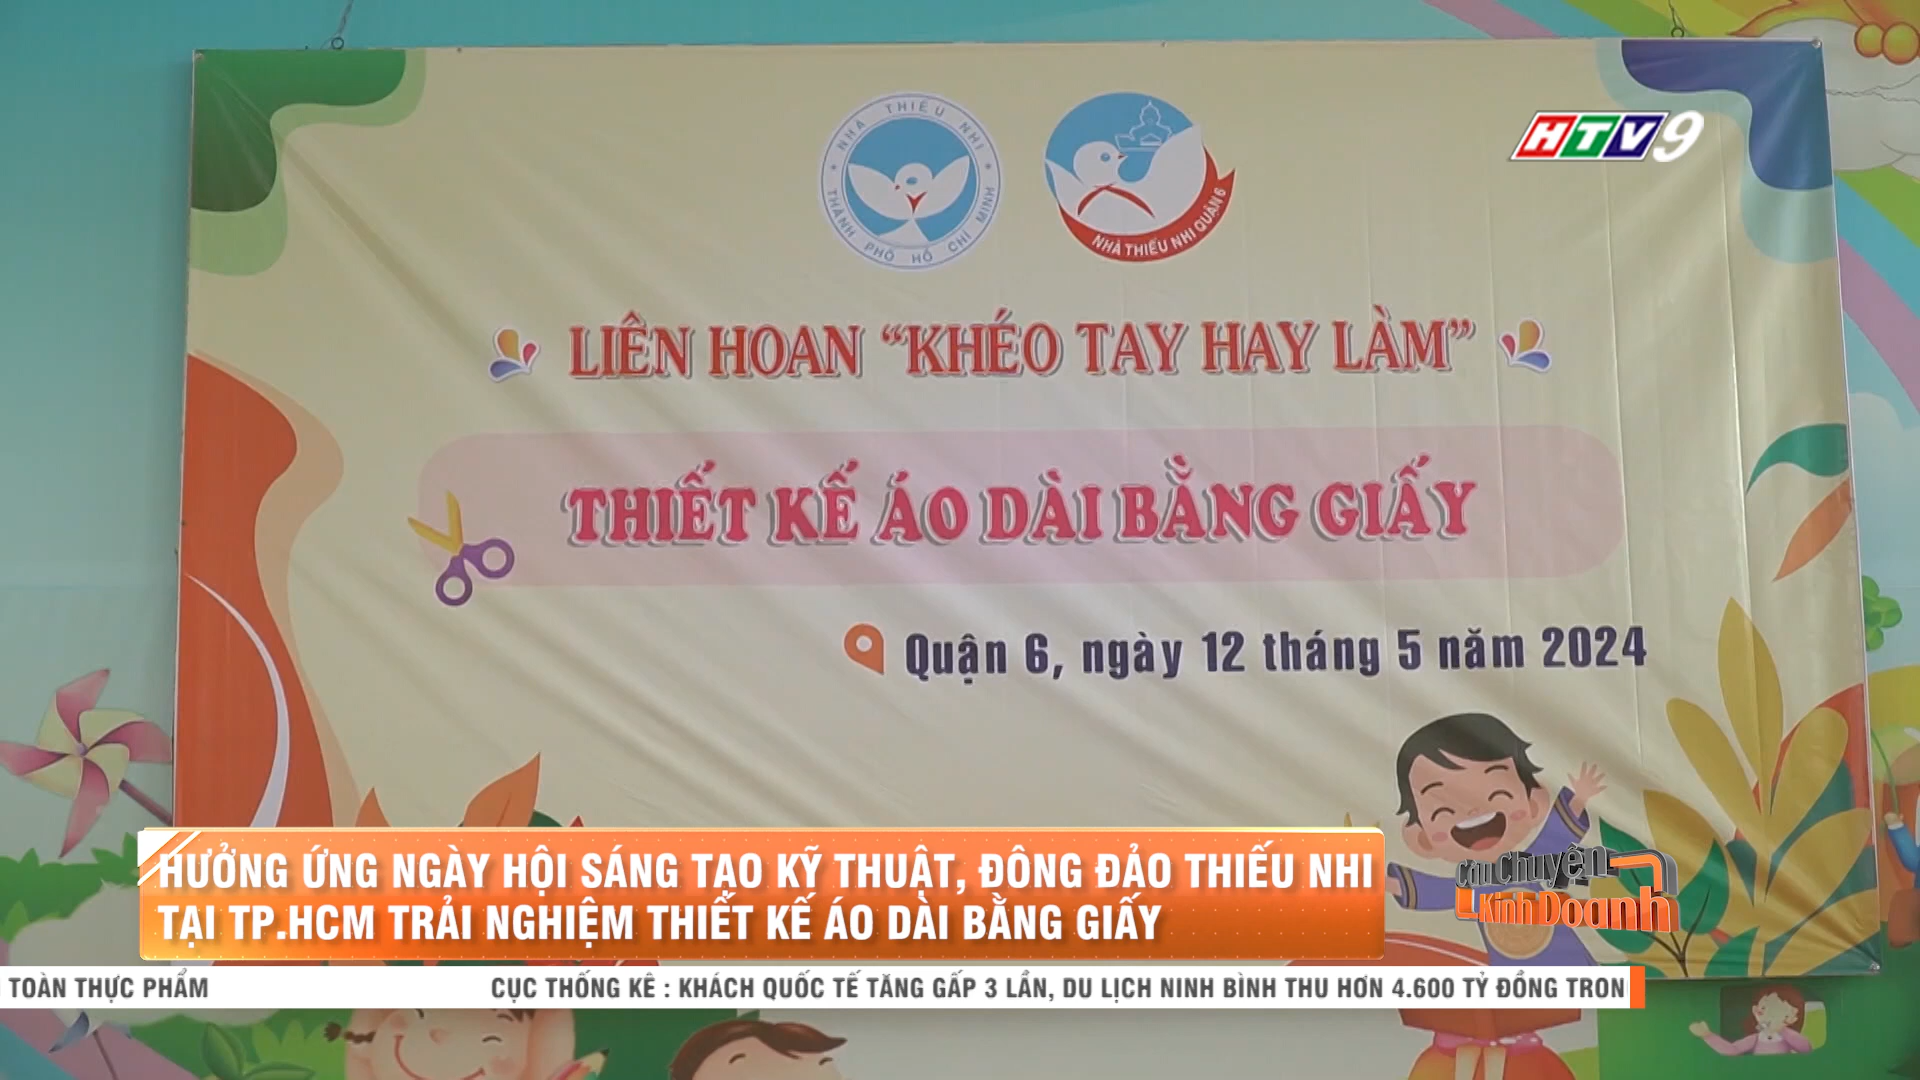 NHÀ THIẾU NHI
THÀNH PHỐ HỒ CHÍ MINH
NHÀ THIẾU NHI QUẬN 6
HTV9
LIÊN HOAN “KHÉO TAY HAY LÀM”
THIẾT KẾ ÁO DÀI BẰNG GIẤY
Quận 6, ngày 12 tháng 5 năm 2024
HƯỞNG ỨNG NGÀY HỘI SÁNG TẠO KỸ THUẬT, ĐÔNG ĐẢO THIẾU NHI
TẠI TP.HCM TRẢI NGHIỆM THIẾT KẾ ÁO DÀI BẰNG GIẤY
Câu Chuyện
Kinh Doanh
TOÀN THỰC PHẨM CỤC THỐNG KÊ : KHÁCH QUỐC TẾ TĂNG GẤP 3 LẦN, DU LỊCH NINH BÌNH THU HƠN 4.600 TỶ ĐỒNG TRON